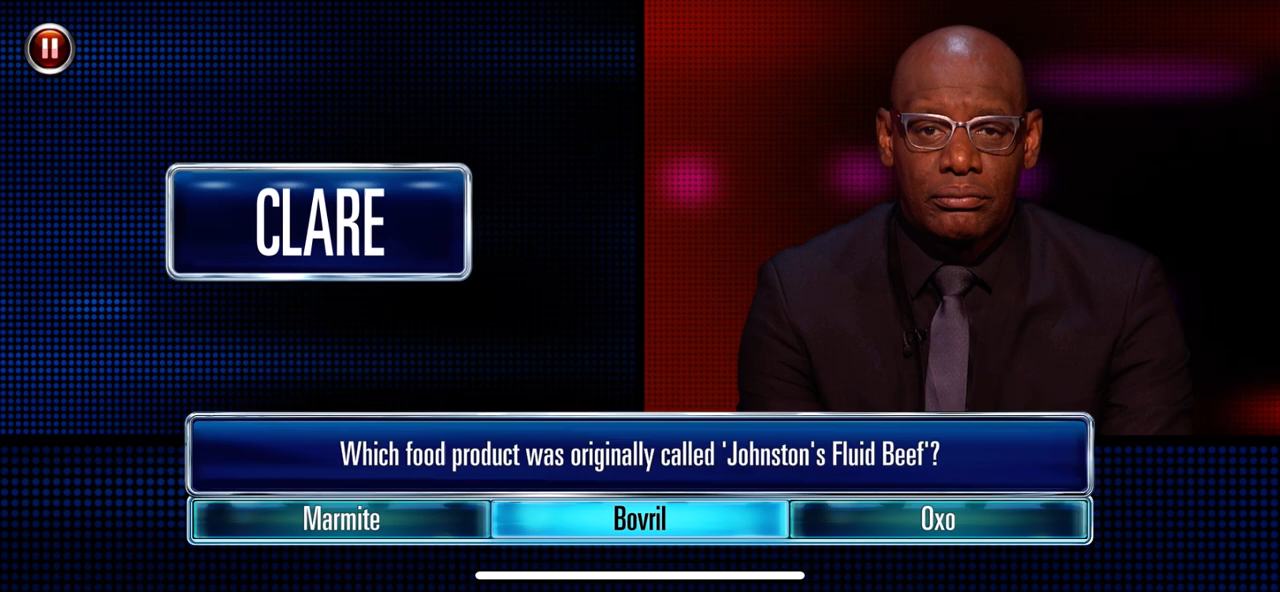 CLARE
Which food product was originally called 'Johnston's Fluid Beef'?
Marmite
Bovril
Oxo